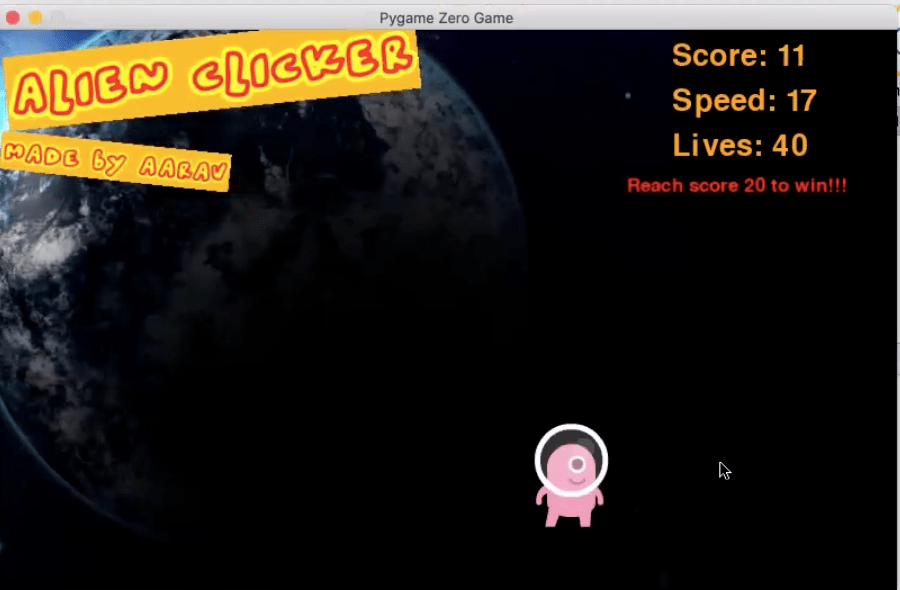 Pygame Zero Game
ALIEN CLICKER
MADE BY AARAV
Score: 11
Speed: 17
Lives: 40
Reach score 20 to win!!!